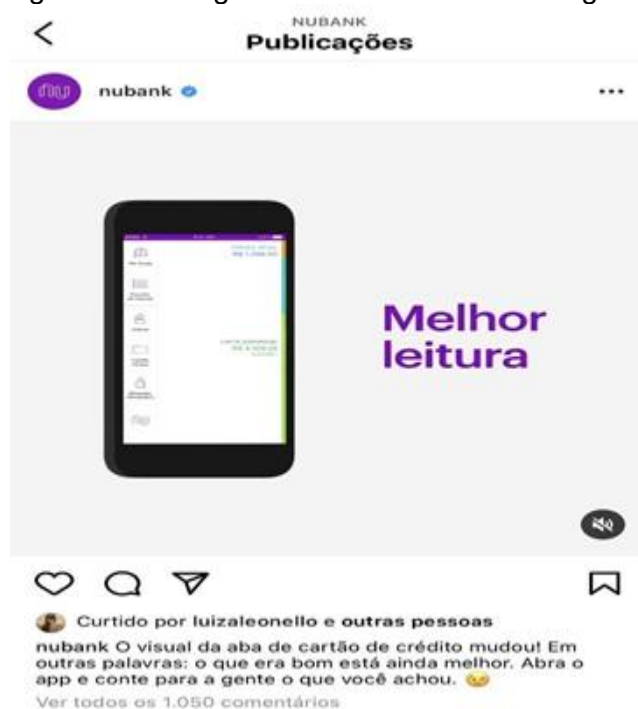 NUBANK
Publicações
nu nubank
Melhor
leitura
Curtido por luizaleonello e outras pessoas
nubank O visual da aba de cartão de crédito mudou! Em
outras palavras: o que era bom está ainda melhor. Abra o
app e conte para a gente o que você achou. 😉
Ver todos os 1.050 comentários